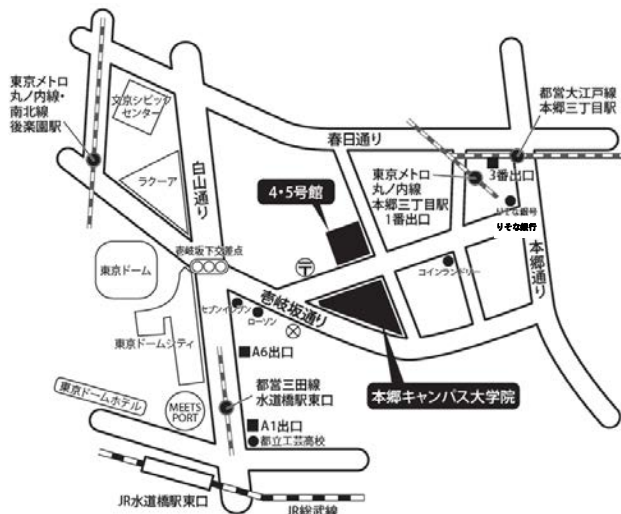 東京メトロ
丸ノ内線・
南北線
後楽園駅
文京シビック
センター
ラクーア
白山通り
春日通り
都営大江戸線
本郷三丁目駅
3番出口
東京メトロ
丸ノ内線
本郷三丁目駅
1番出口
りそな銀号
りそな銀行
本郷通り
4・5号館
コインランドリー
東京ドーム
壱岐坂下交差点
〒
セブンイレブン
ローソン
壱岐坂通り
東京ドームシティ
A6出口
本郷キャンパス大学院
都営三田線
水道橋駅東口
東京ドームホテル
MEETS
PORT
A1出口
都立工芸高校
JR水道橋駅東口
JR総武線